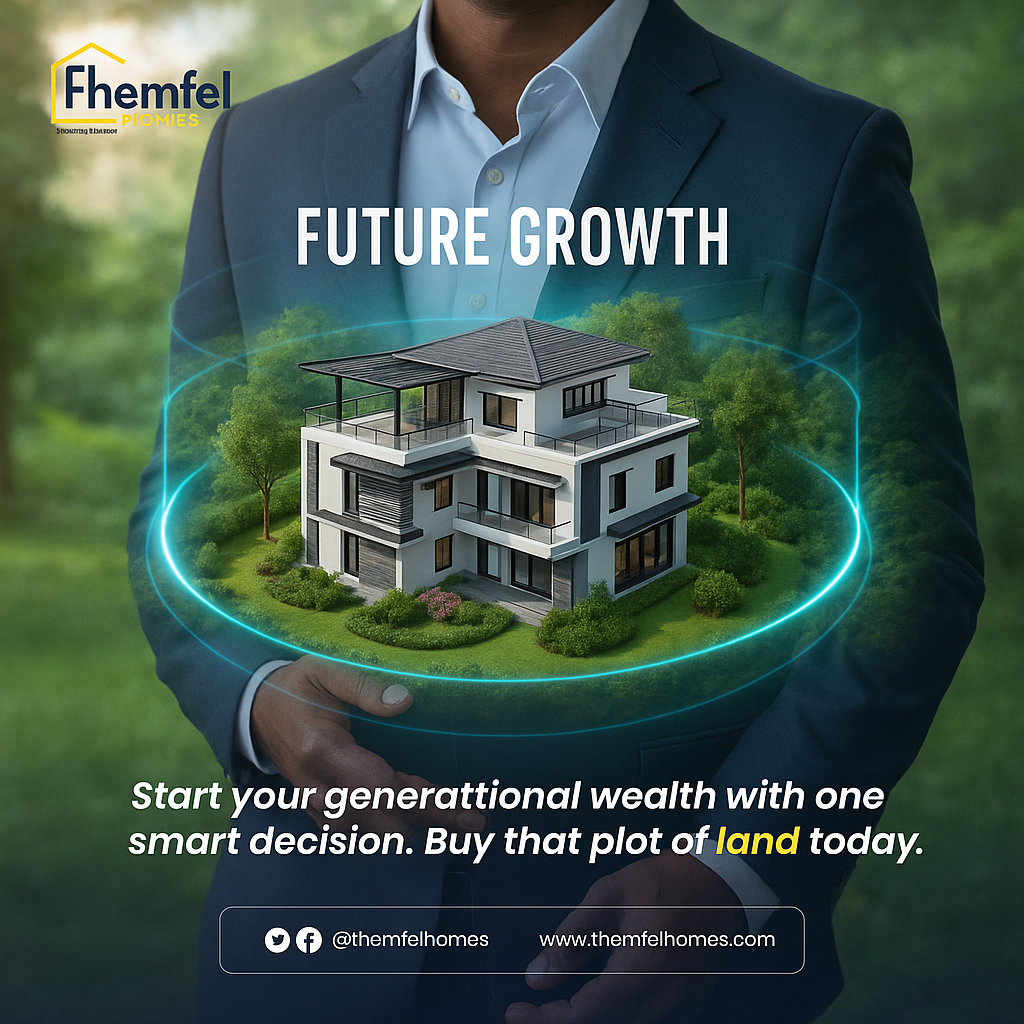 Fhemfel
PIOMIES
FUTURE GROWTH
Start your generattional wealth with one
smart decision. Buy that plot of land today.
@themfelhomes www.themfelhomes.com